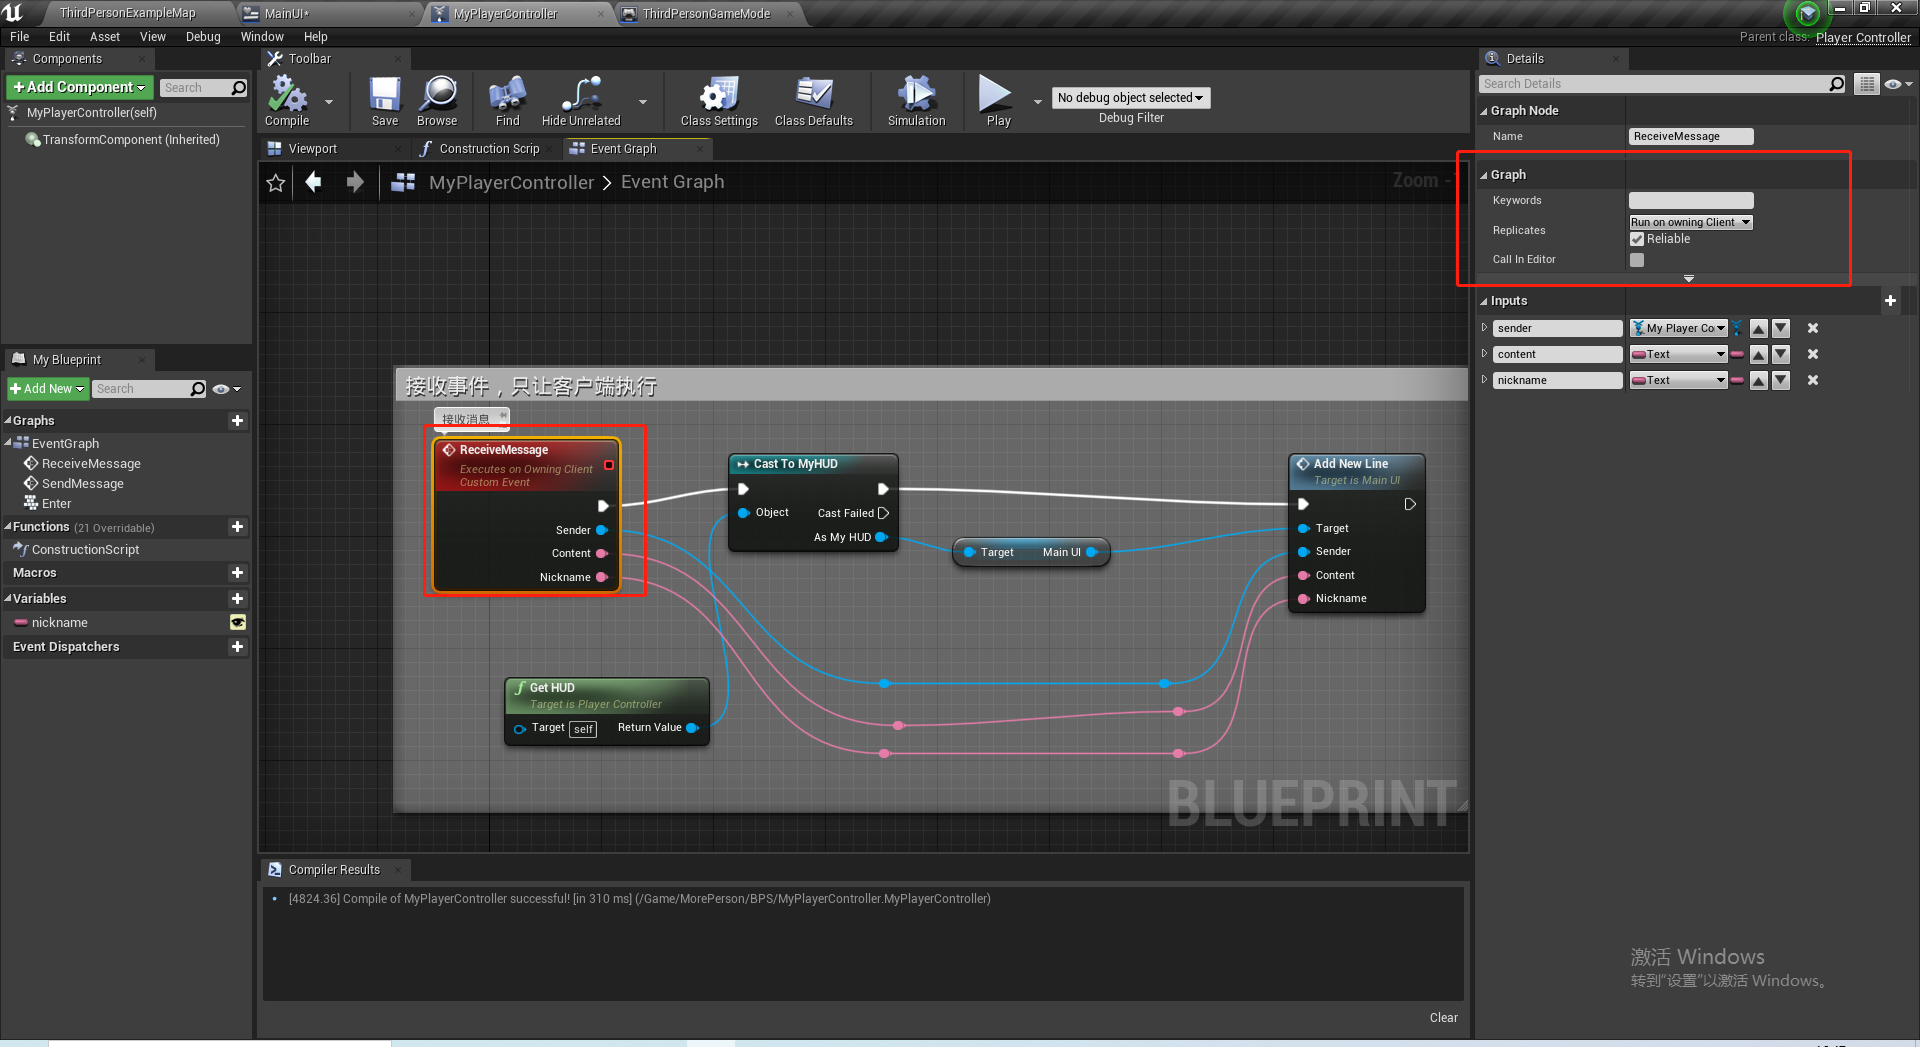 ThirdPersonExampleMap
MainUI*
MyPlayerController
ThirdPersonGameMode
File Edit Asset View Debug Window Help
Parent class: Player Controller
Components
+ Add Component
Search
MyPlayerController(self)
TransformComponent (Inherited)
My Blueprint
+ Add New
Search
Graphs
EventGraph
ReceiveMessage
SendMessage
Enter
Functions (21 Overridable)
ConstructionScript
Macros
Variables
nickname
Event Dispatchers
Toolbar
Compile
Save
Browse
Find
Hide Unrelated
Class Settings
Class Defaults
Simulation
Play
No debug object selected
Debug Filter
Viewport
Construction Scrip
Event Graph
MyPlayerController > Event Graph
Zoom -
接收事件，只让客户端执行
接收消息
ReceiveMessage
Executes on Owning Client
Custom Event
Sender
Content
Nickname
Cast To MyHUD
Object
Cast Failed
As My HUD
Target
Main UI
Add New Line
Target is Main UI
Target
Sender
Content
Nickname
Get HUD
Target is Player Controller
Target self
Return Value
BLUEPRINT
Compiler Results
[4824.36] Compile of MyPlayerController successful! [in 310 ms] (/Game/MorePerson/BPS/MyPlayerController.MyPlayerController)
Clear
Details
Search Details
Graph Node
Name
ReceiveMessage
Graph
Keywords
Replicates
Run on owning Client
Reliable
Call In Editor
Inputs
sender
My Player Co
content
Text
nickname
Text
激活 Windows
转到“设置”以激活 Windows。